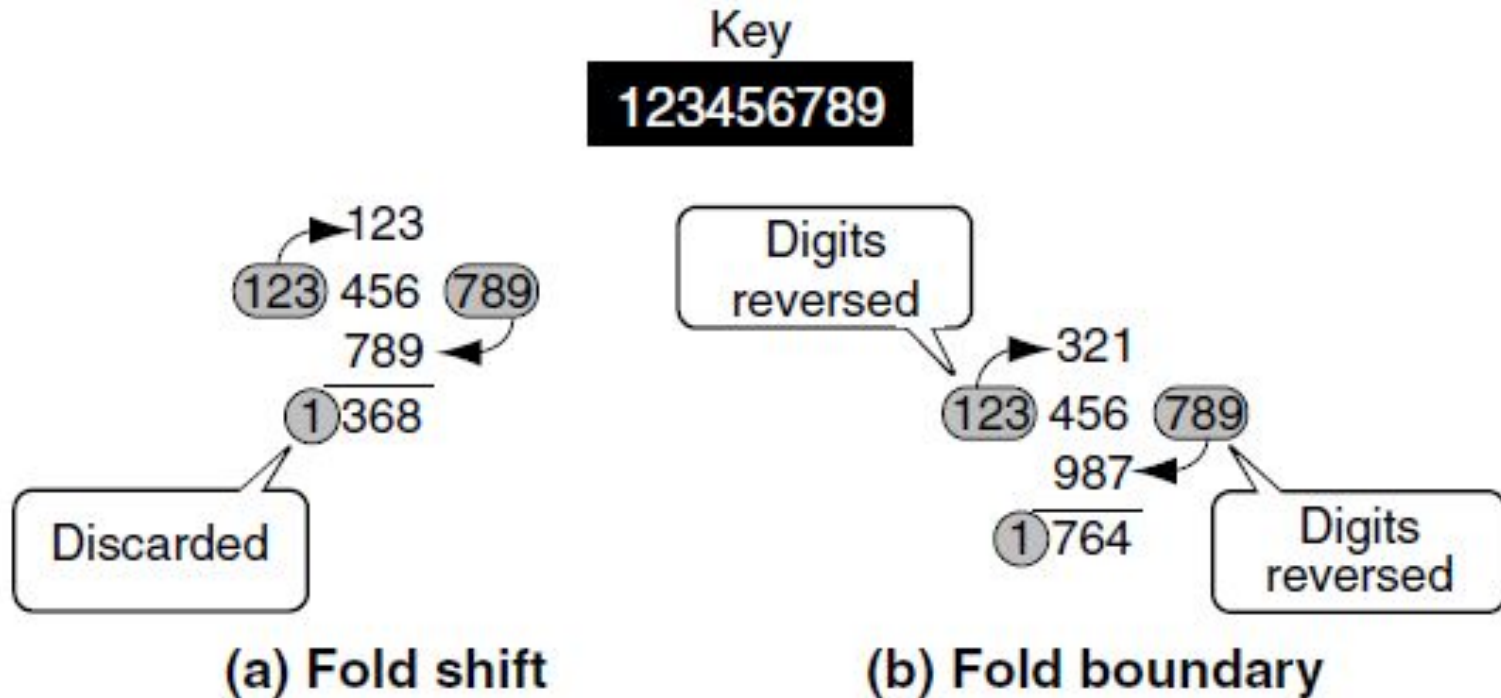 Key
123456789
123
123 456 789
789
1 368
Discarded
(a) Fold shift
Digits
reversed
321
123 456 789
987
1 764
Digits
reversed
(b) Fold boundary